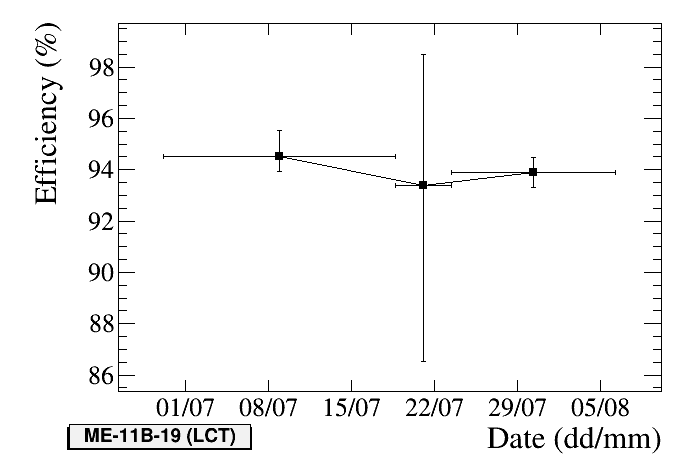 Efficiency (%)
98
96
94
92
90
88
86
01/07 08/07 15/07 22/07 29/07 05/08
ME-11B-19 (LCT)
Date (dd/mm)